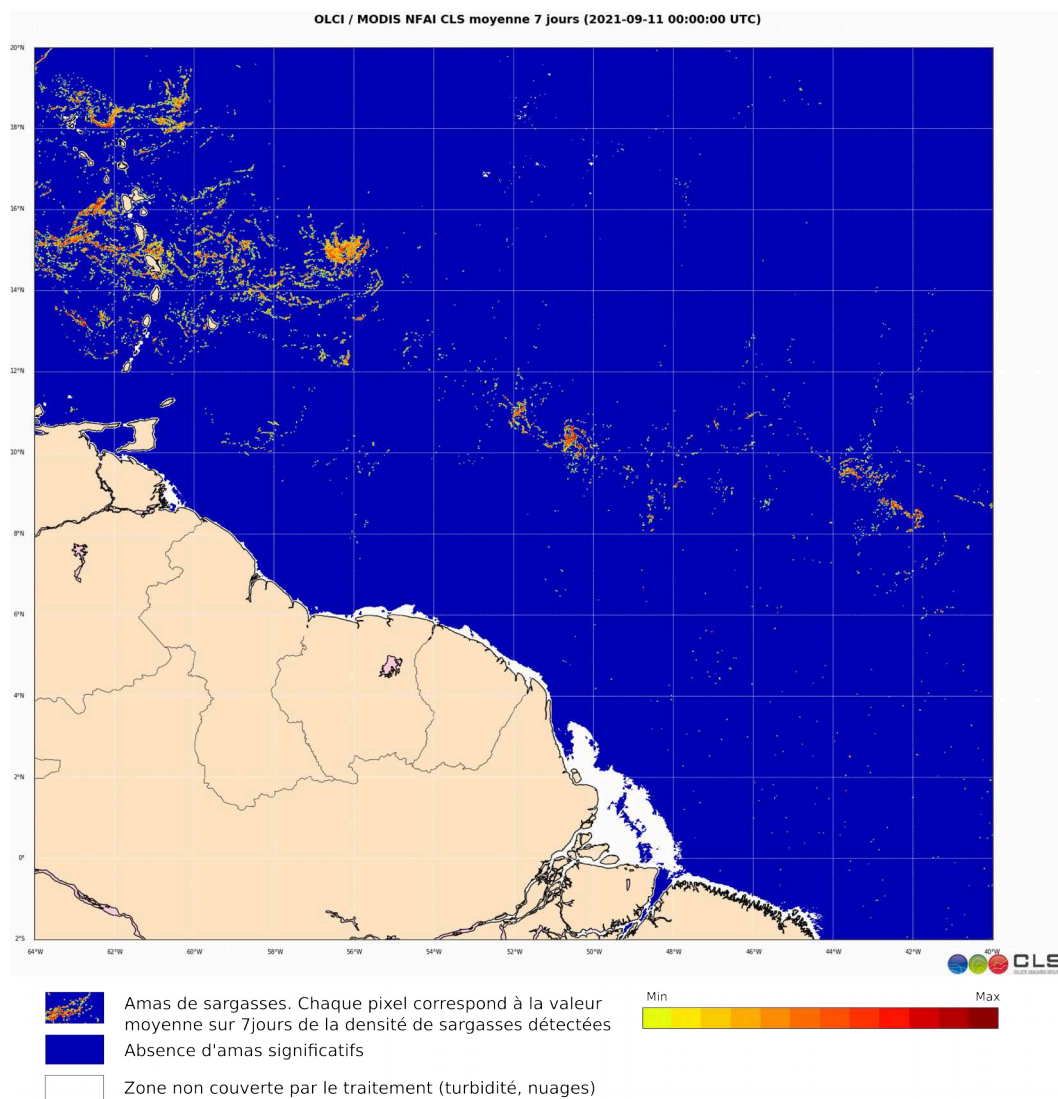 OLCI / MODIS NFAI CLS moyenne 7 jours (2021-09-11 00:00:00 UTC)
20°N
18°N
16°N
14°N
12°N
10°N
8°N
6°N
4°N
2°N
0°
2°S
64°W 62°W 60°W 58°W 56°W 54°W 52°W 50°W 48°W 46°W 44°W 42°W 40°W
CLS
Amas de sargasses. Chaque pixel correspond à la valeur
moyenne sur 7jours de la densité de sargasses détectées
Min Max
Absence d'amas significatifs
Zone non couverte par le traitement (turbidité, nuages)